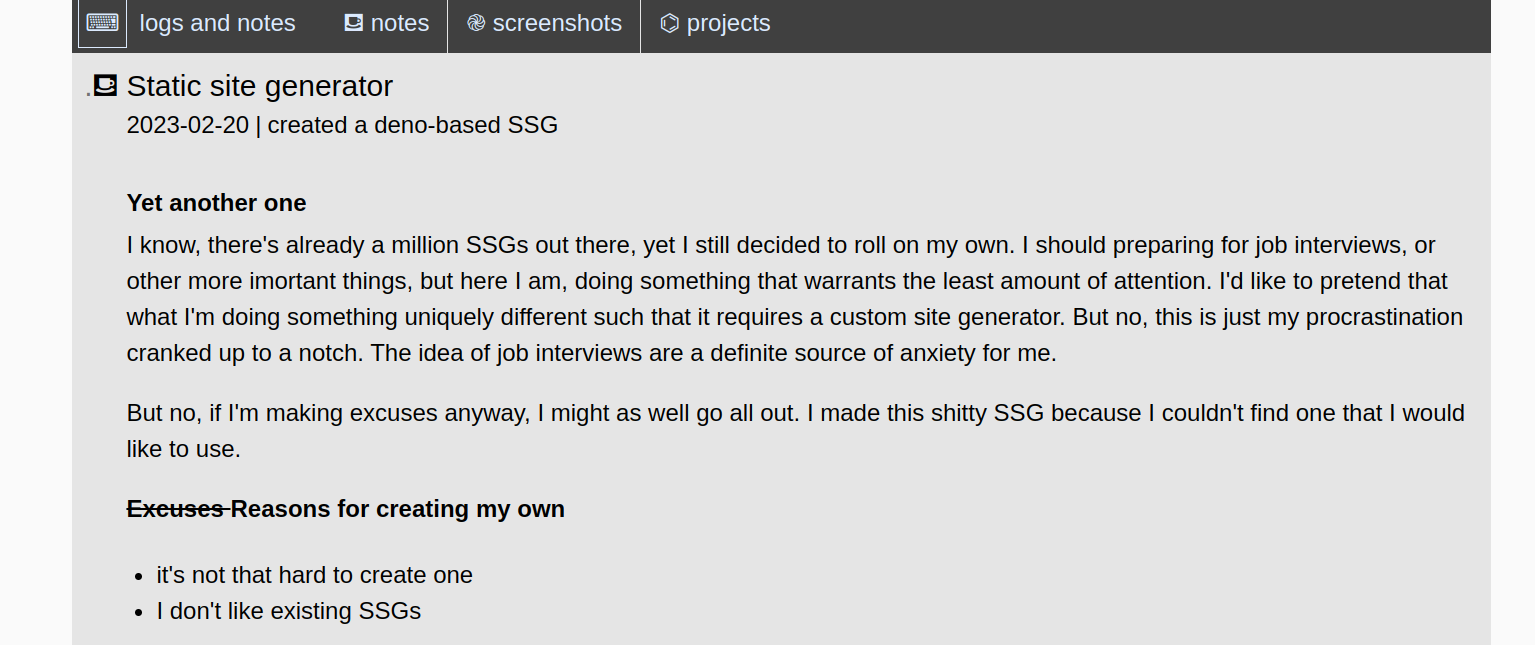 logs and notes notes screenshots projects
Static site generator
2023-02-20 | created a deno-based SSG
Yet another one
I know, there's already a million SSGs out there, yet I still decided to roll on my own. I should preparing for job interviews, or
other more imortant things, but here I am, doing something that warrants the least amount of attention. I'd like to pretend that
what I'm doing something uniquely different such that it requires a custom site generator. But no, this is just my procrastination
cranked up to a notch. The idea of job interviews are a definite source of anxiety for me.
But no, if I'm making excuses anyway, I might as well go all out. I made this shitty SSG because I couldn't find one that I would
like to use.
Excuses Reasons for creating my own
• it's not that hard to create one
• I don't like existing SSGs